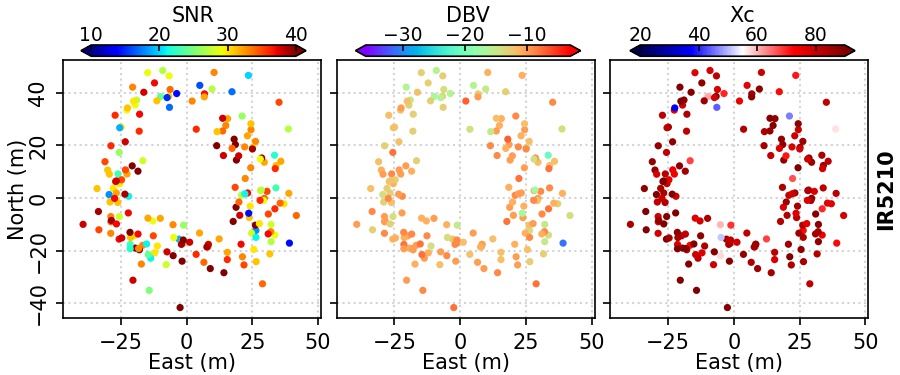 SNR DBV Xc
10 20 30 40 −30 −20 −10 20 40 60 80
40
20
0
−20
−40
North (m)
IR5210
−25 0 25 50 −25 0 25 50 −25 0 25 50
East (m) East (m) East (m)